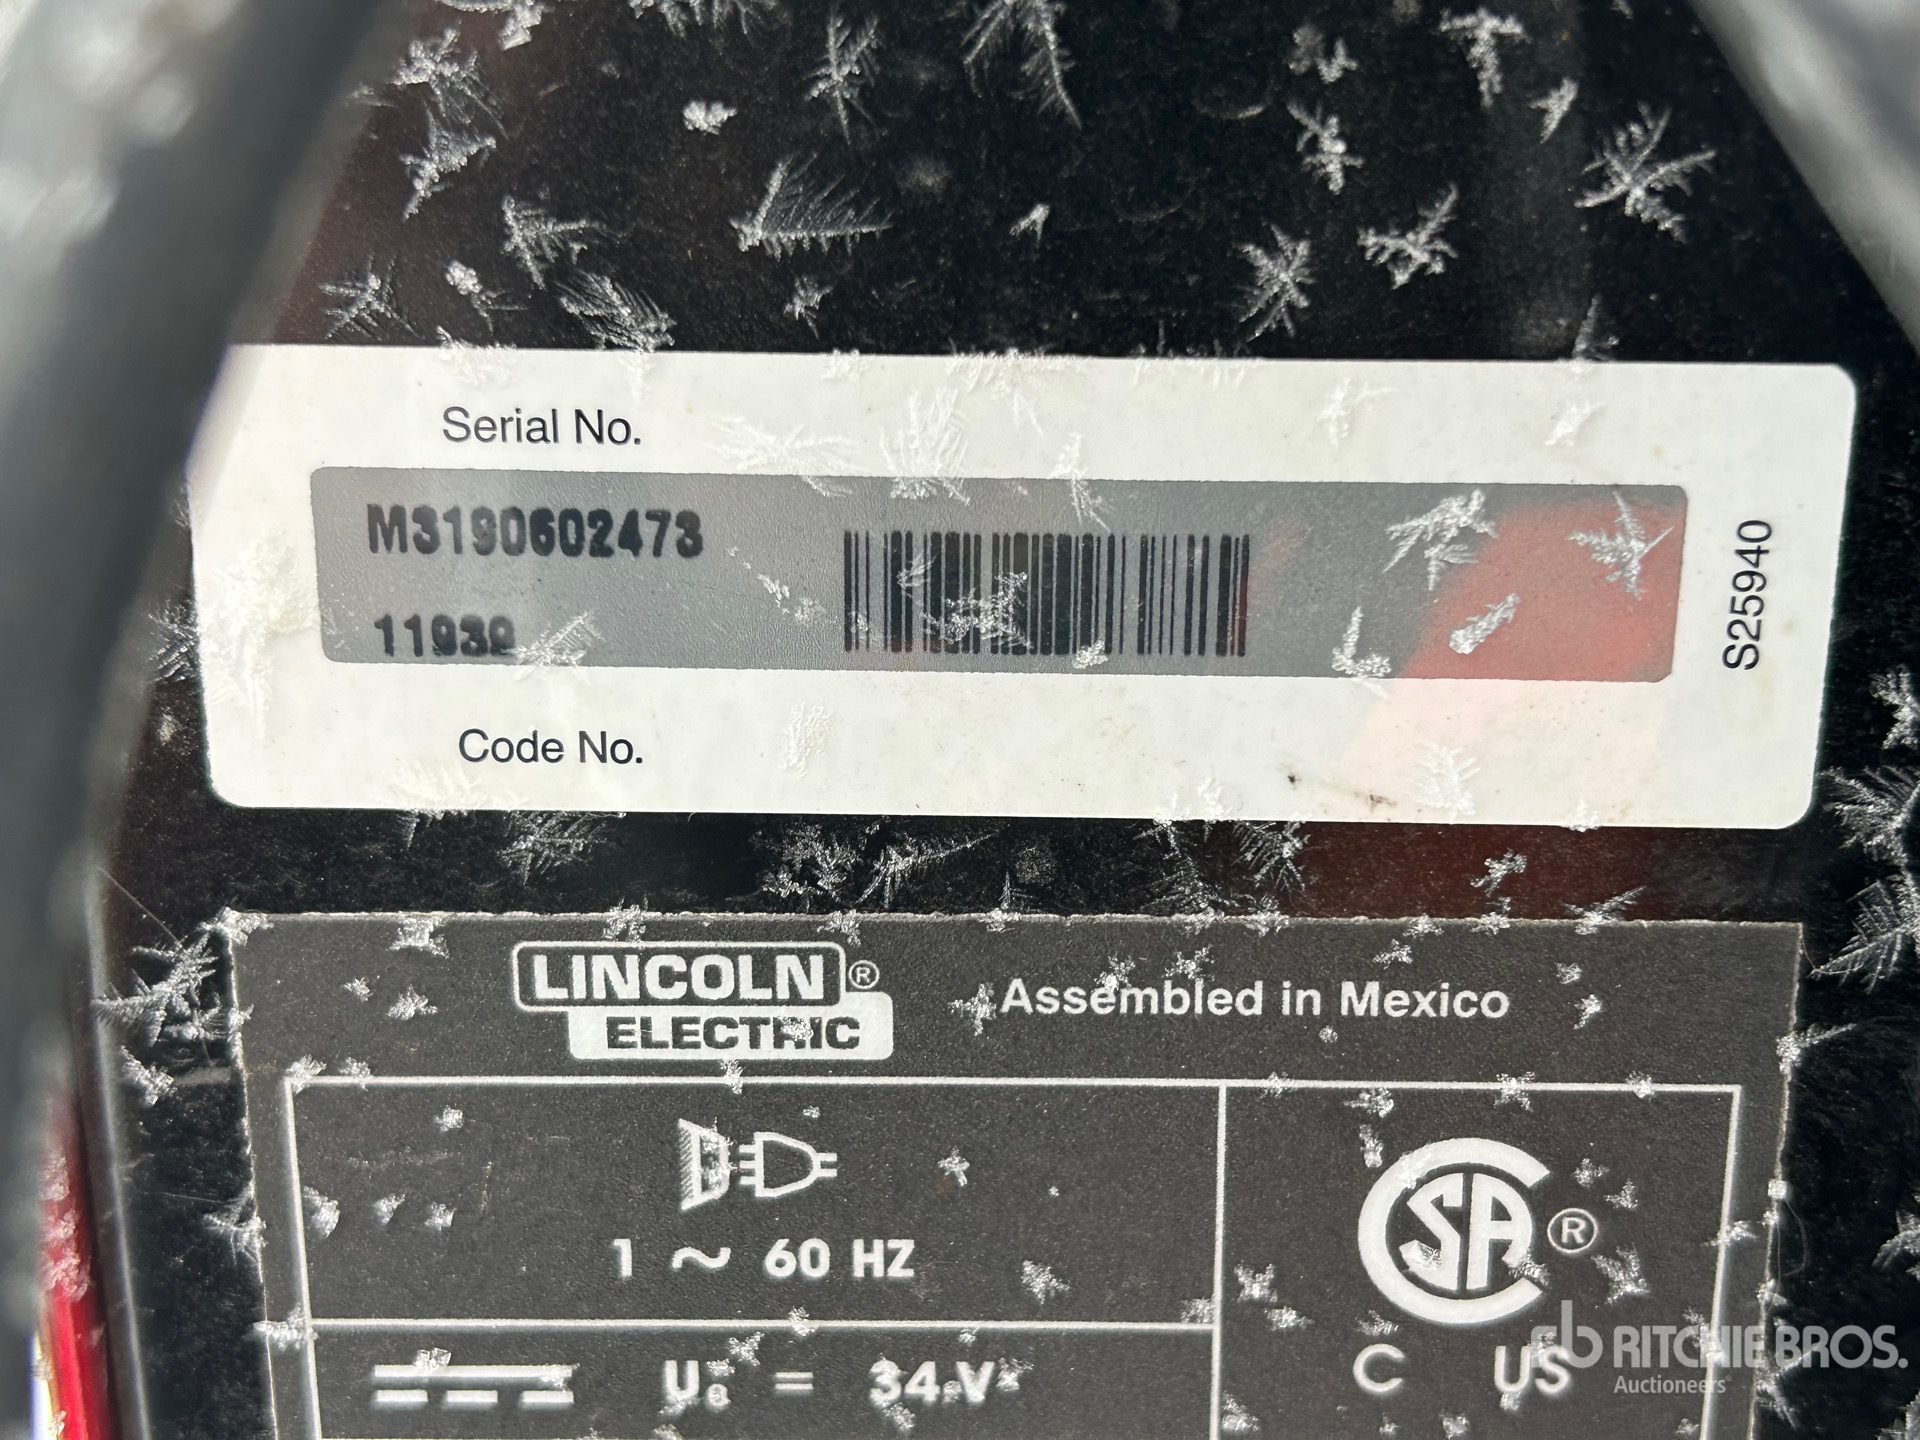 Serial No.
M3190602473
Code No.
S25940
LINCOLN ®
ELECTRIC
Assembled in Mexico
1 ~ 60 HZ
SA ®
C US
U₀ = 34 V
RITCHIE BROS.
Auctioneers